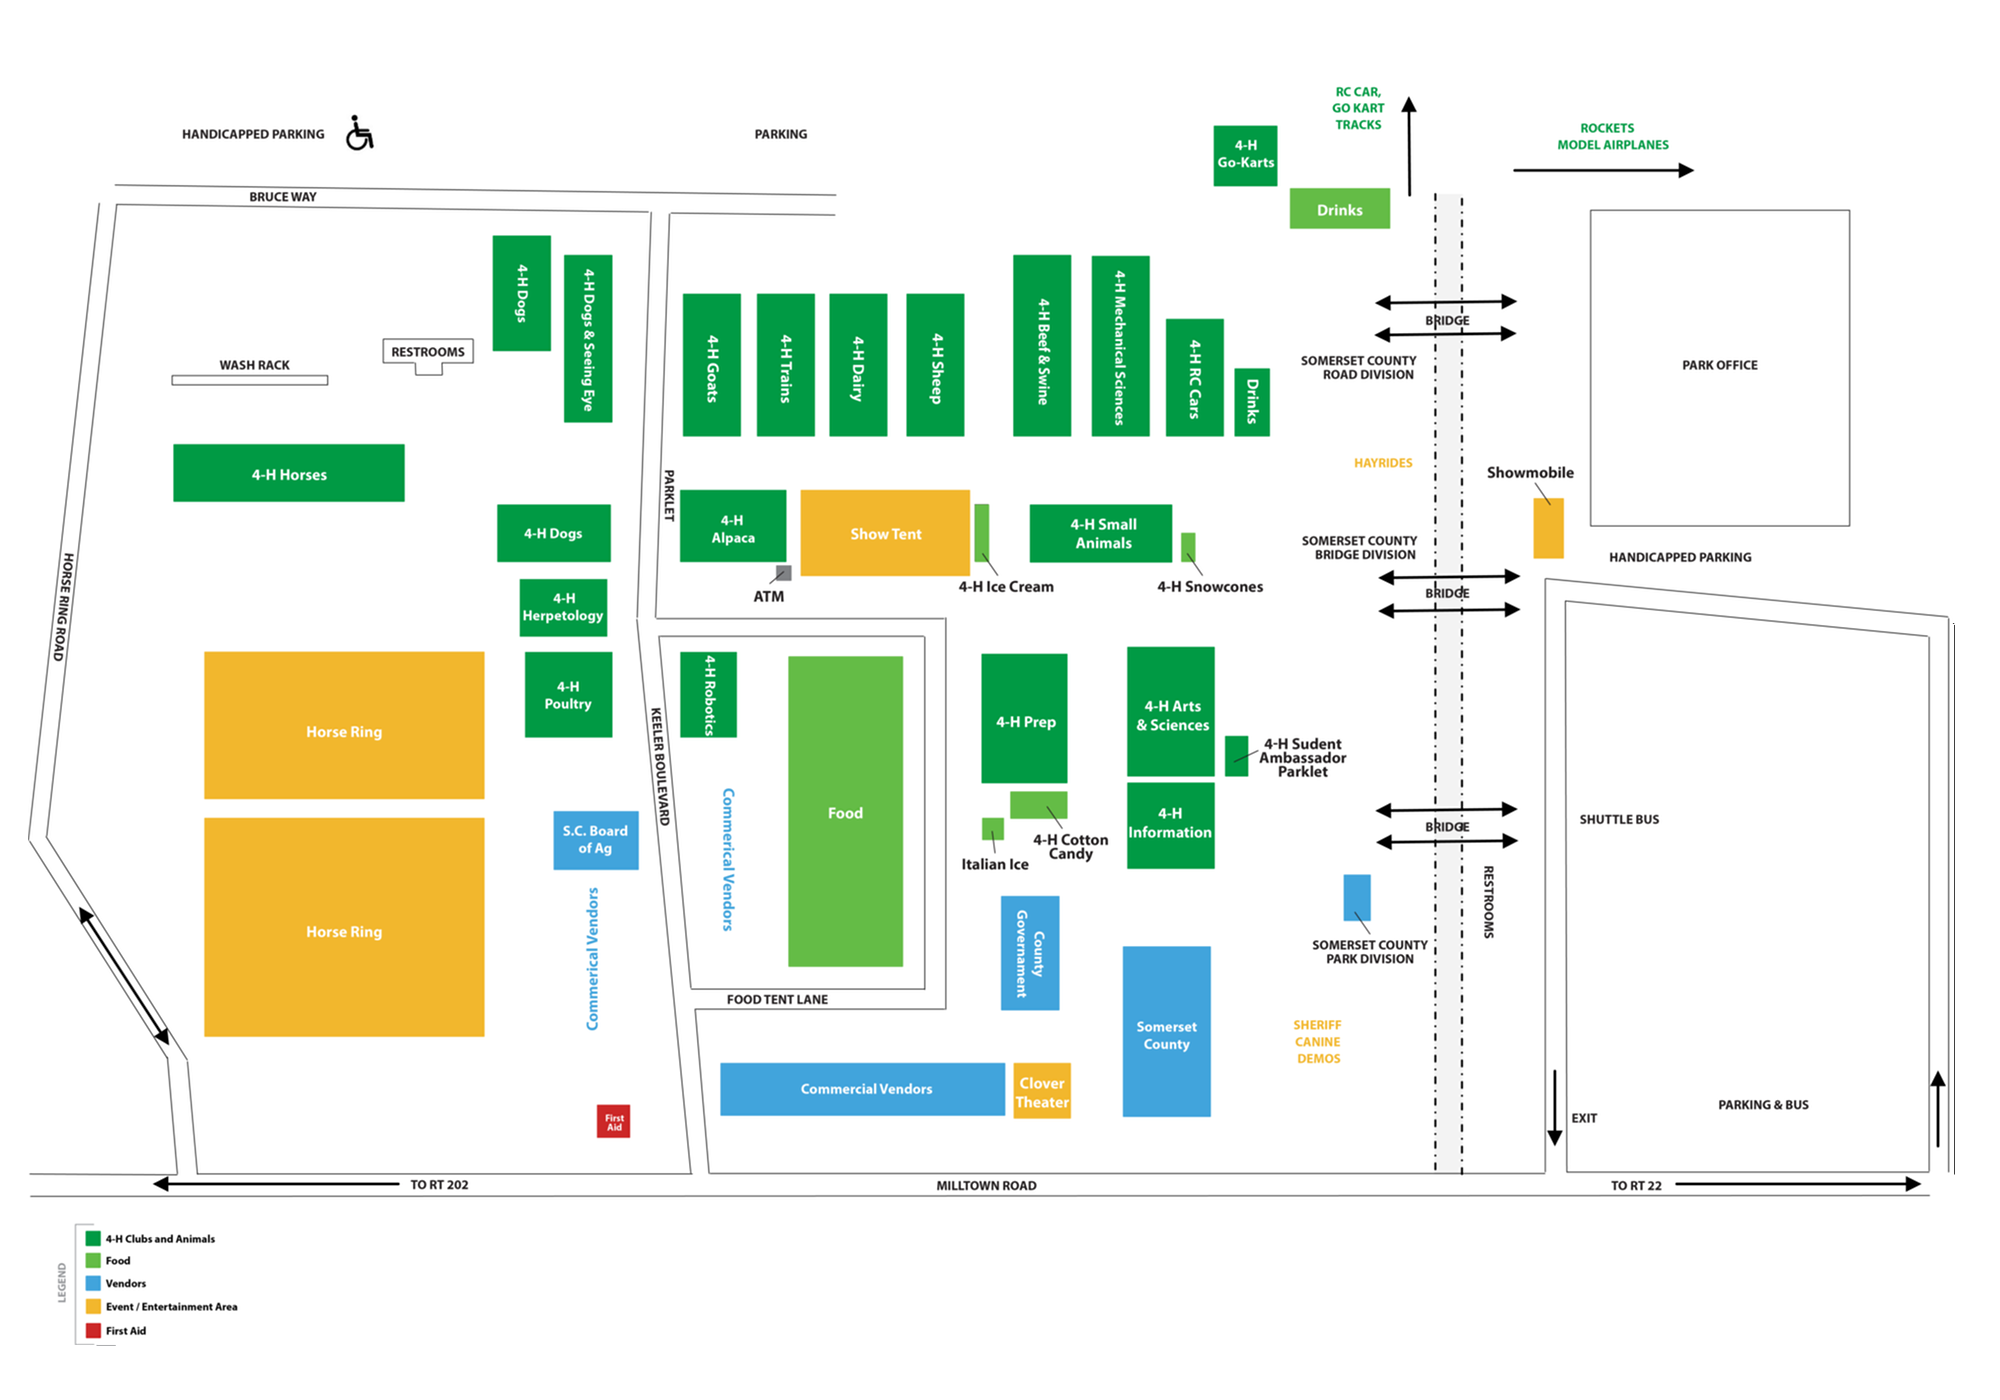 RC CAR,
GO KART
TRACKS
ROCKETS
MODEL AIRPLANES
HANDICAPPED PARKING
PARKING
4-H
Go-Karts
BRUCE WAY
Drinks
4-H Dogs
4-H Dogs & Seeing Eye
RESTROOMS
WASH RACK
4-H Goats
4-H Trains
4-H Dairy
4-H Sheep
4-H Beef & Swine
4-H Mechanical Sciences
4-H RC Cars
Drinks
BRIDGE
SOMERSET COUNTY
ROAD DIVISION
PARK OFFICE
HAYRIDES
Showmobile
4-H Horses
PARKLET
4-H Dogs
4-H
Alpaca
Show Tent
4-H Small
Animals
SOMERSET COUNTY
BRIDGE DIVISION
HANDICAPPED PARKING
ATM
4-H Ice Cream
4-H Snowcones
BRIDGE
HORSE RING ROAD
4-H
Herpetology
4-H
Poultry
4-H Robotics
KEELER BOULEVARD
Horse Ring
4-H Prep
4-H Arts
& Sciences
4-H Sudent
Ambassador
Parklet
Food
Commerical Vendors
S.C. Board
of Ag
4-H
Information
4-H Cotton
Candy
Italian Ice
BRIDGE
SHUTTLE BUS
RESTROOMS
Horse Ring
Commerical Vendors
County
Governament
SOMERSET COUNTY
PARK DIVISION
FOOD TENT LANE
Somerset
County
SHERIFF
CANINE
DEMOS
Commercial Vendors
Clover
Theater
First
Aid
EXIT
PARKING & BUS
TO RT 202
MILLTOWN ROAD
TO RT 22
LEGEND
4-H Clubs and Animals
Food
Vendors
Event / Entertainment Area
First Aid